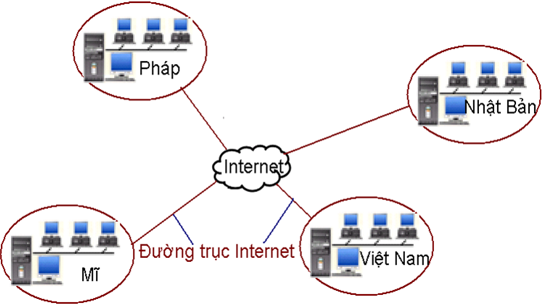 Pháp
Nhật Bản
Internet
Đường trục Internet
Mĩ
Việt Nam